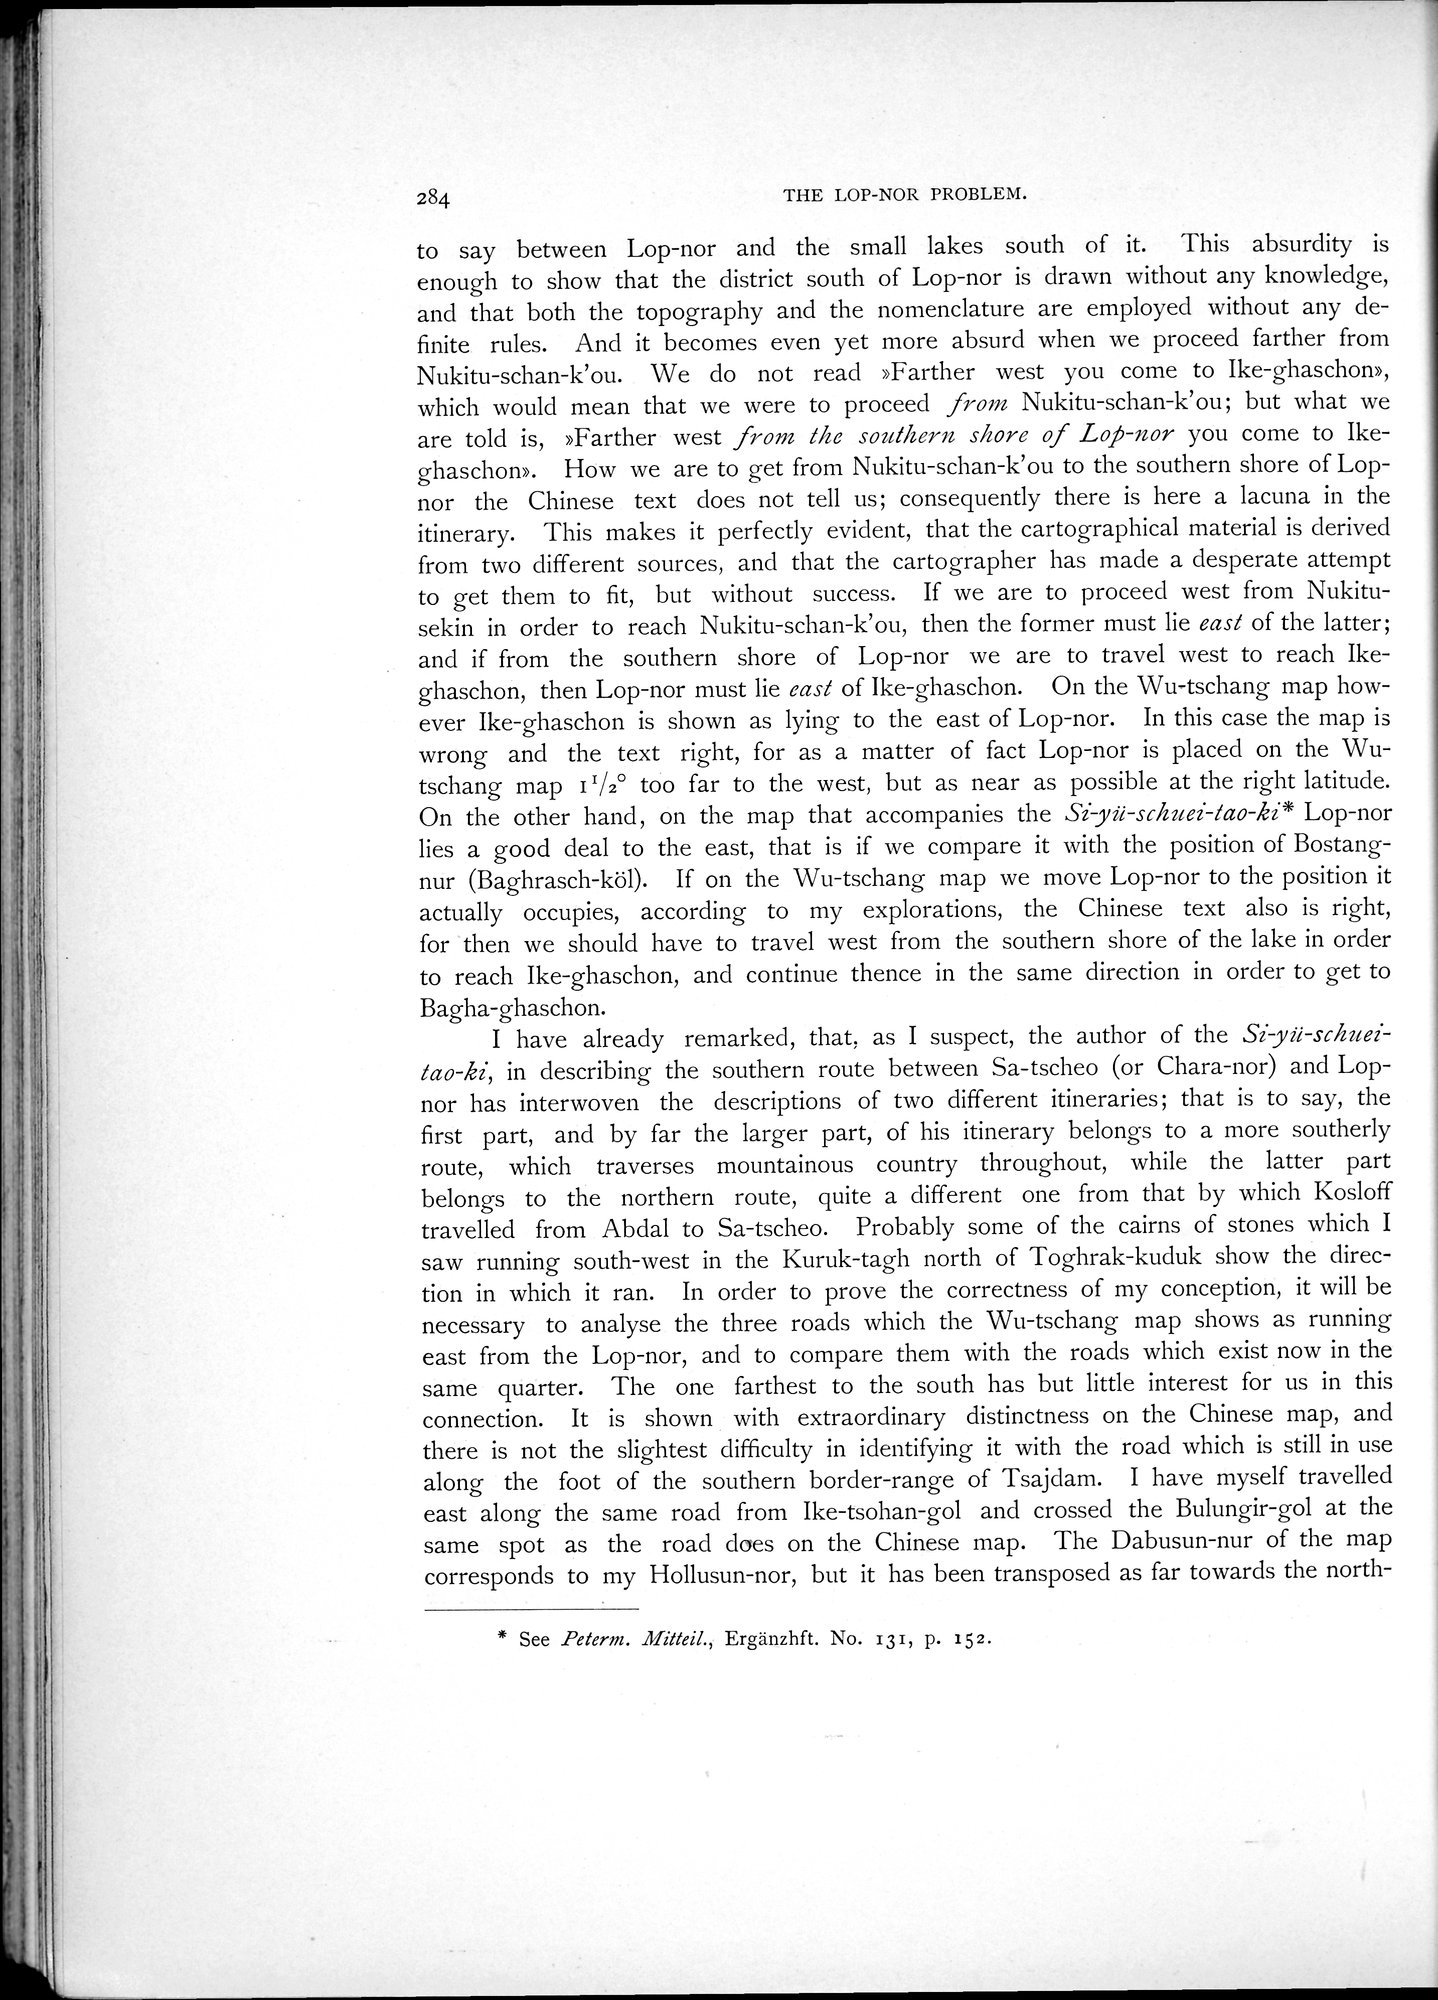 284
THE LOP-NOR PROBLEM.
to say between Lop-nor and the small lakes south of it. This absurdity is
enough to show that the district south of Lop-nor is drawn without any knowledge,
and that both the topography and the nomenclature are employed without any de-
finite rules. And it becomes even yet more absurd when we proceed farther from
Nukitu-schan-k'ou. We do not read »Farther west you come to Ike-ghaschon»,
which would mean that we were to proceed from Nukitu-schan-k'ou; but what we
are told is, »Farther west from the southern shore of Lop-nor you come to Ike-
ghaschon». How we are to get from Nukitu-schan-k'ou to the southern shore of Lop-
nor the Chinese text does not tell us; consequently there is here a lacuna in the
itinerary. This makes it perfectly evident, that the cartographical material is derived
from two different sources, and that the cartographer has made a desperate attempt
to get them to fit, but without success. If we are to proceed west from Nukitu-
sekin in order to reach Nukitu-schan-k'ou, then the former must lie east of the latter;
and if from the southern shore of Lop-nor we are to travel west to reach Ike-
ghaschon, then Lop-nor must lie east of Ike-ghaschon. On the Wu-tschang map how-
ever Ike-ghaschon is shown as lying to the east of Lop-nor. In this case the map is
wrong and the text right, for as a matter of fact Lop-nor is placed on the Wu-
tschang map 1¹/₂° too far to the west, but as near as possible at the right latitude.
On the other hand, on the map that accompanies the Si-yü-schuei-tao-ki* Lop-nor
lies a good deal to the east, that is if we compare it with the position of Bostang-
nur (Baghrasch-köl). If on the Wu-tschang map we move Lop-nor to the position it
actually occupies, according to my explorations, the Chinese text also is right,
for then we should have to travel west from the southern shore of the lake in order
to reach Ike-ghaschon, and continue thence in the same direction in order to get to
Bagha-ghaschon.
I have already remarked, that, as I suspect, the author of the Si-yü-schuei-
tao-ki, in describing the southern route between Sa-tscheo (or Chara-nor) and Lop-
nor has interwoven the descriptions of two different itineraries; that is to say, the
first part, and by far the larger part, of his itinerary belongs to a more southerly
route, which traverses mountainous country throughout, while the latter part
belongs to the northern route, quite a different one from that by which Kosloff
travelled from Abdal to Sa-tscheo. Probably some of the cairns of stones which I
saw running south-west in the Kuruk-tagh north of Toghrak-kuduk show the direc-
tion in which it ran. In order to prove the correctness of my conception, it will be
necessary to analyse the three roads which the Wu-tschang map shows as running
east from the Lop-nor, and to compare them with the roads which exist now in the
same quarter. The one farthest to the south has but little interest for us in this
connection. It is shown with extraordinary distinctness on the Chinese map, and
there is not the slightest difficulty in identifying it with the road which is still in use
along the foot of the southern border-range of Tsajdam. I have myself travelled
east along the same road from Ike-tsohan-gol and crossed the Bulungir-gol at the
same spot as the road does on the Chinese map. The Dabusun-nur of the map
corresponds to my Hollusun-nor, but it has been transposed as far towards the north-
* See Peterm. Mitteil., Ergänzhft. No. 131, p. 152.